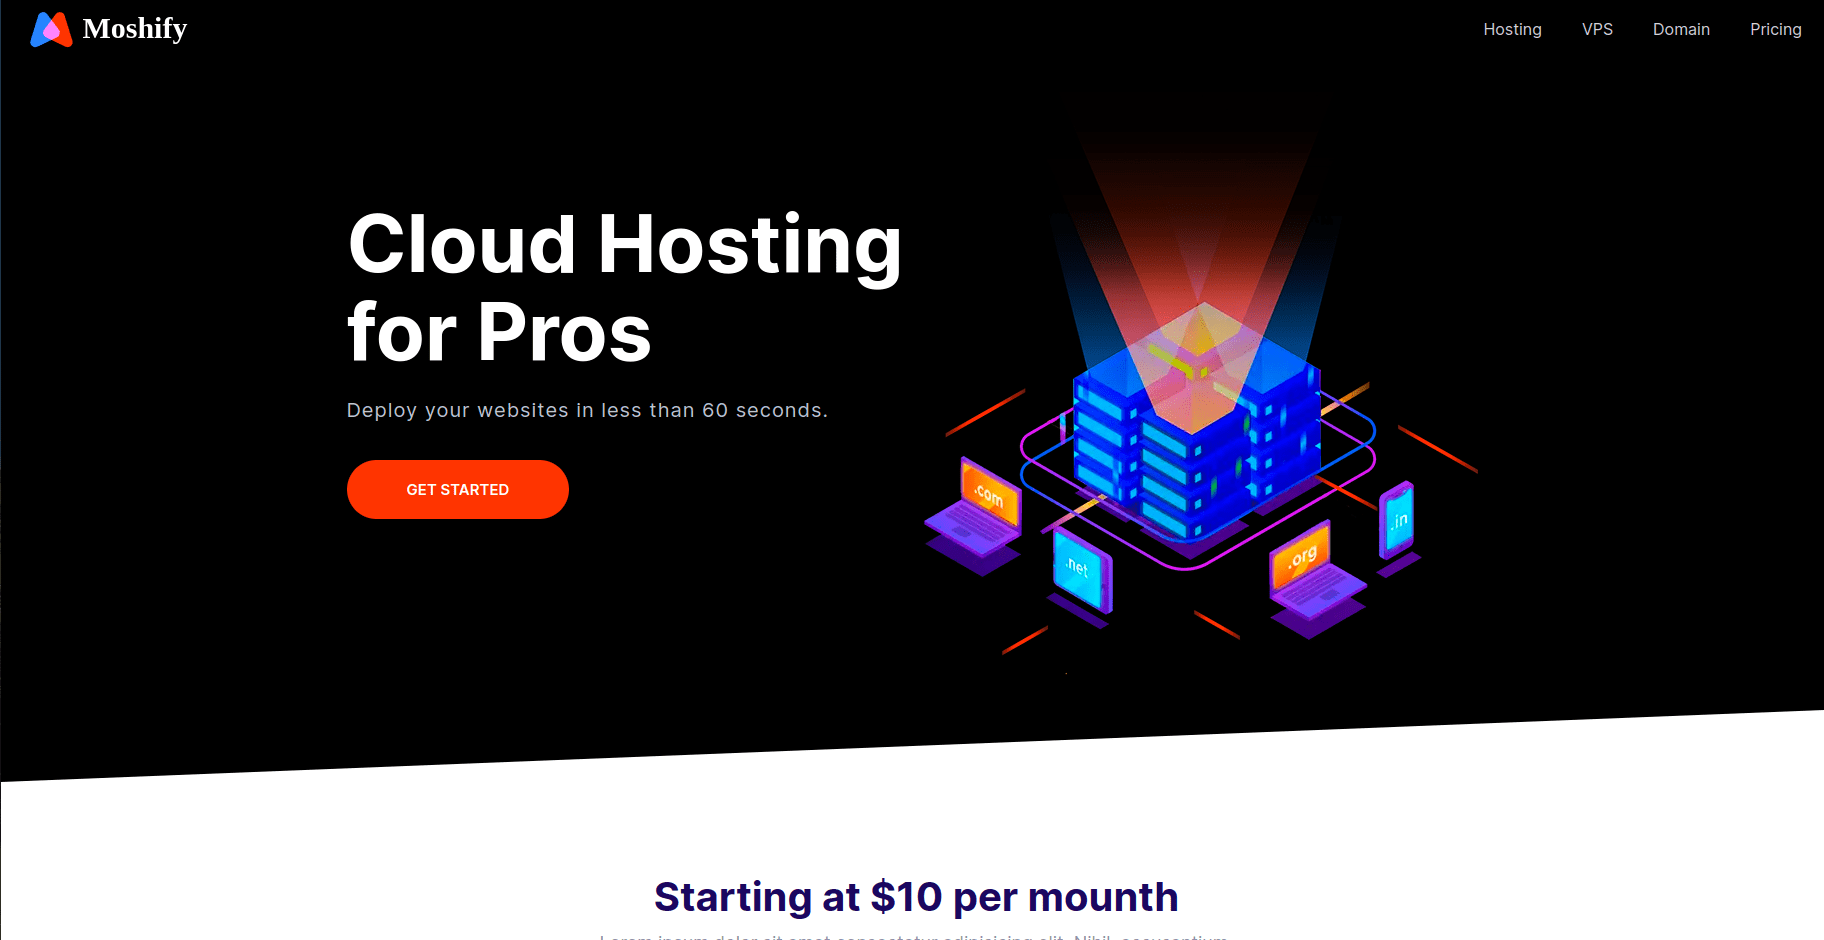 Moshify
Hosting VPS Domain Pricing
Cloud Hosting
for Pros
Deploy your websites in less than 60 seconds.
GET STARTED
.com
.net
.org
.in
Starting at $10 per mounth